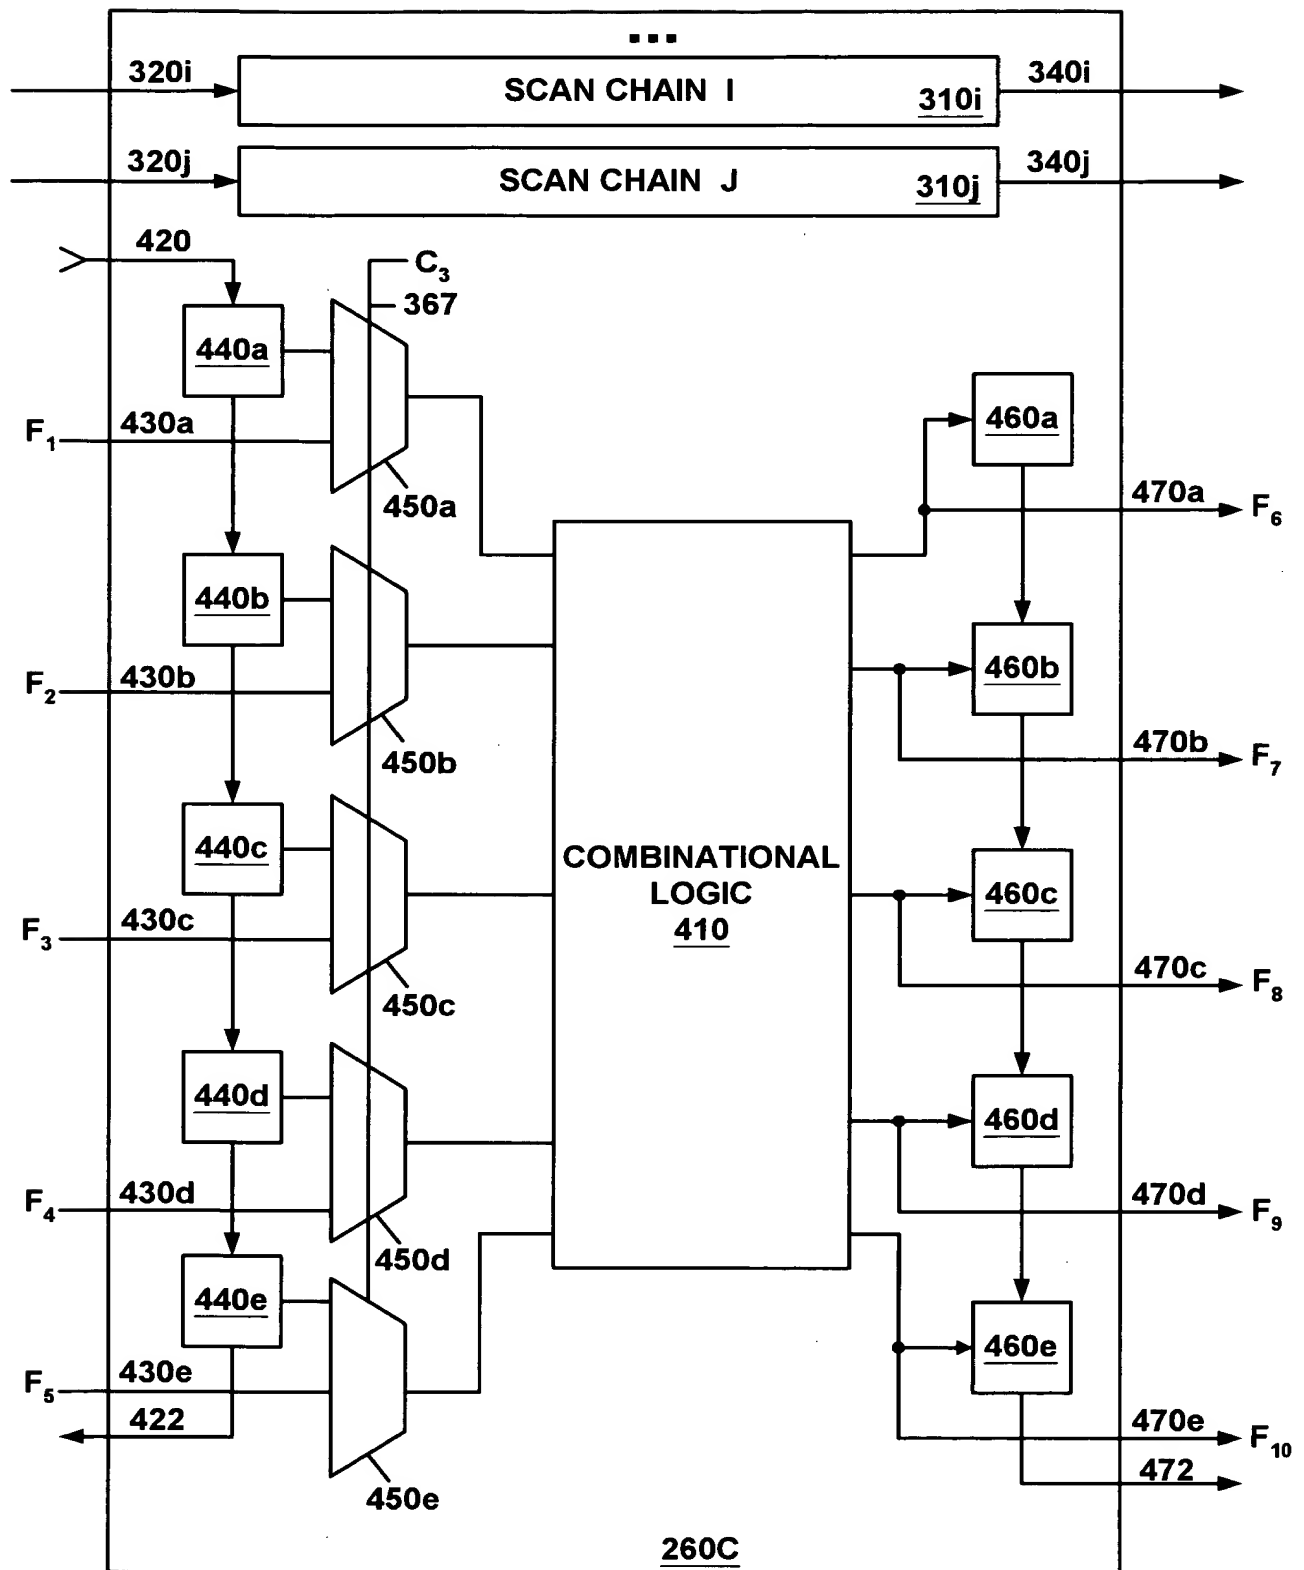 ...
320i SCAN CHAIN I 310i 340i
320j SCAN CHAIN J 310j 340j
420
C3
367
440a
460a
F1 430a
450a
470a F6
440b
460b
F2 430b
450b
470b F7
440c
COMBINATIONAL
LOGIC
410
460c
F3 430c
450c
470c F8
440d
460d
F4 430d
450d
470d F9
440e
460e
F5 430e
422
450e
470e F10
472
260C